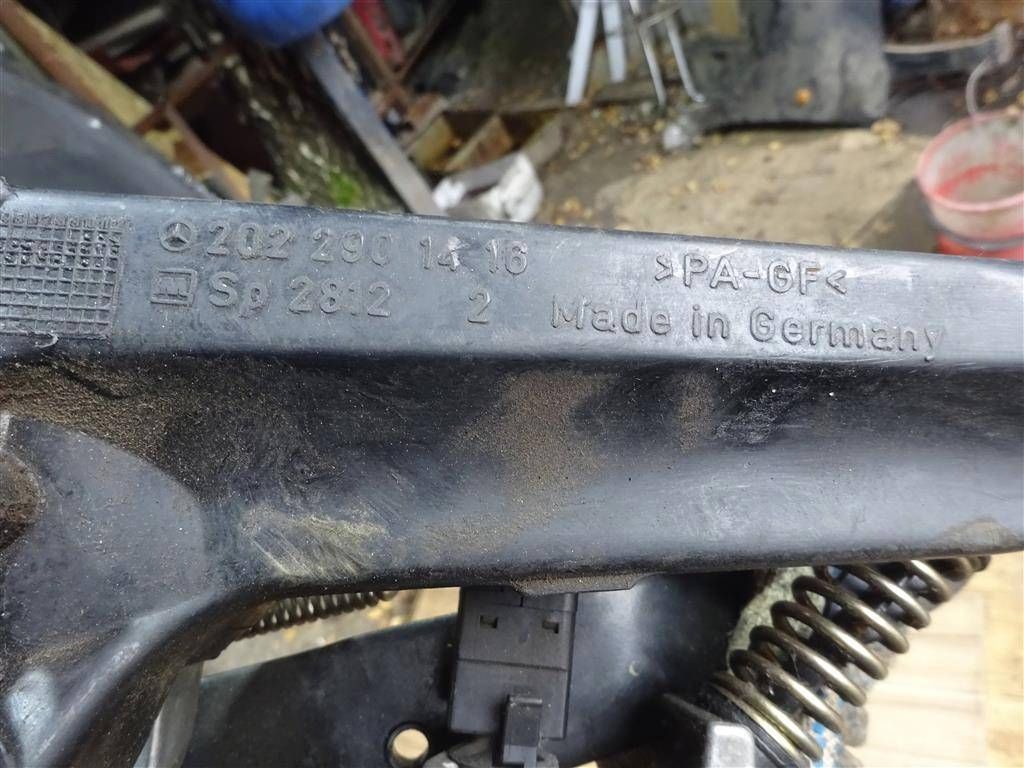 202 290 14 16
Sp 2812 2
>PA-GF<
Made in Germany